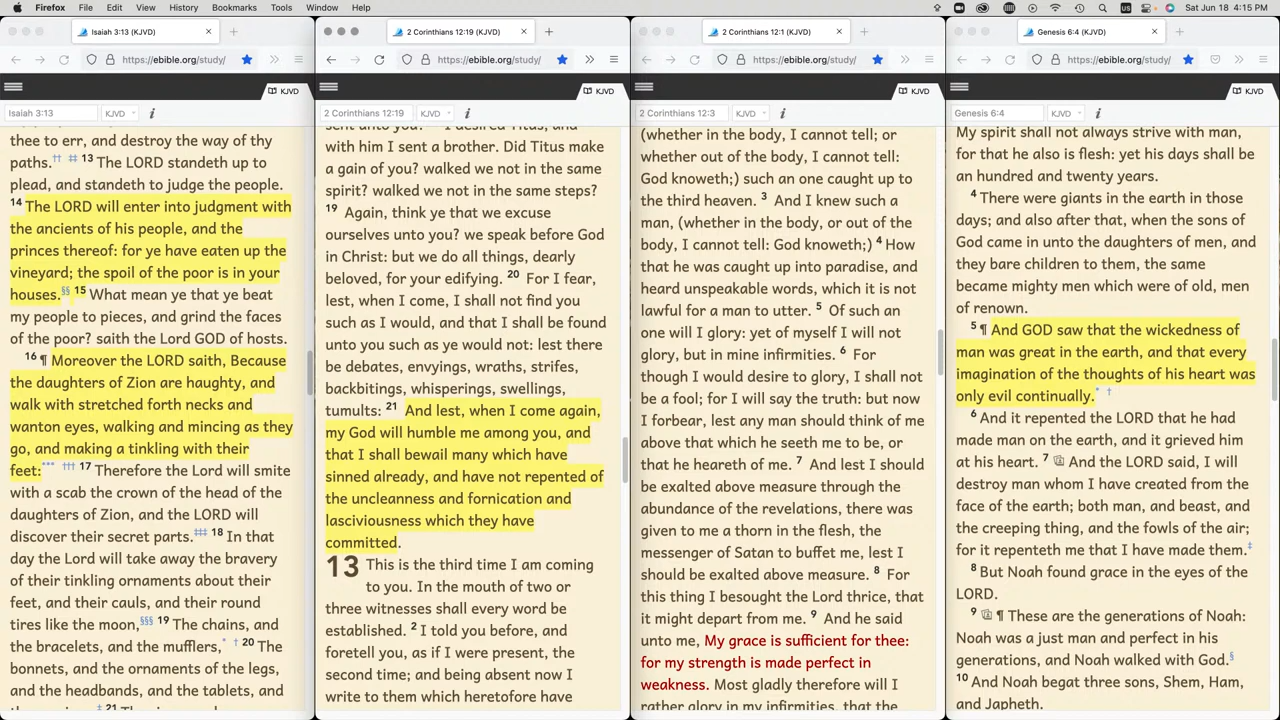 Firefox File Edit View History Bookmarks Tools Window Help Sat Jun 18 4:15 PM
Isaiah 3:13 (KJVD)
https://ebible.org/study/
KJVD
Isaiah 3:13 KJVD i
thee to err, and destroy the way of thy
paths.†† ‡‡ 13 The LORD standeth up to
plead, and standeth to judge the people.
14 The LORD will enter into judgment with
the ancients of his people, and the
princes thereof: for ye have eaten up the
vineyard; the spoil of the poor is in your
houses.§§ 15 What mean ye that ye beat
my people to pieces, and grind the faces
of the poor? saith the Lord GOD of hosts.
16 ¶ Moreover the LORD saith, Because
the daughters of Zion are haughty, and
walk with stretched forth necks and
wanton eyes, walking and mincing as they
go, and making a tinkling with their
feet:*** ††† 17 Therefore the Lord will smite
with a scab the crown of the head of the
daughters of Zion, and the LORD will
discover their secret parts.‡‡‡ 18 In that
day the Lord will take away the bravery
of their tinkling ornaments about their
feet, and their cauls, and their round
tires like the moon,§§§ 19 The chains, and
the bracelets, and the mufflers,* † 20 The
bonnets, and the ornaments of the legs,
and the headbands, and the tablets, and
2 Corinthians 12:19 (KJVD)
https://ebible.org/study/
KJVD
2 Corinthians 12:19 KJVD i
sent unto you? I desired Titus, and
with him I sent a brother. Did Titus make
a gain of you? walked we not in the same
spirit? walked we not in the same steps?
19 Again, think ye that we excuse
ourselves unto you? we speak before God
in Christ: but we do all things, dearly
beloved, for your edifying. 20 For I fear,
lest, when I come, I shall not find you
such as I would, and that I shall be found
unto you such as ye would not: lest there
be debates, envyings, wraths, strifes,
backbitings, whisperings, swellings,
tumults: 21 And lest, when I come again,
my God will humble me among you, and
that I shall bewail many which have
sinned already, and have not repented of
the uncleanness and fornication and
lasciviousness which they have
committed.
13 This is the third time I am coming
to you. In the mouth of two or
three witnesses shall every word be
established. 2 I told you before, and
foretell you, as if I were present, the
second time; and being absent now I
write to them which heretofore have
2 Corinthians 12:1 (KJVD)
https://ebible.org/study/
KJVD
2 Corinthians 12:3 KJVD i
(whether in the body, I cannot tell; or
whether out of the body, I cannot tell:
God knoweth;) such an one caught up to
the third heaven. 3 And I knew such a
man, (whether in the body, or out of the
body, I cannot tell: God knoweth;) 4 How
that he was caught up into paradise, and
heard unspeakable words, which it is not
lawful for a man to utter. 5 Of such an
one will I glory: yet of myself I will not
glory, but in mine infirmities. 6 For
though I would desire to glory, I shall not
be a fool; for I will say the truth: but now
I forbear, lest any man should think of me
above that which he seeth me to be, or
that he heareth of me. 7 And lest I should
be exalted above measure through the
abundance of the revelations, there was
given to me a thorn in the flesh, the
messenger of Satan to buffet me, lest I
should be exalted above measure. 8 For
this thing I besought the Lord thrice, that
it might depart from me. 9 And he said
unto me, My grace is sufficient for thee:
for my strength is made perfect in
weakness. Most gladly therefore will I
rather glory in my infirmities, that the
Genesis 6:4 (KJVD)
https://ebible.org/study/
KJVD
Genesis 6:4 KJVD i
My spirit shall not always strive with man,
for that he also is flesh: yet his days shall be
an hundred and twenty years.
4 There were giants in the earth in those
days; and also after that, when the sons of
God came in unto the daughters of men, and
they bare children to them, the same
became mighty men which were of old, men
of renown.
5 ¶ And GOD saw that the wickedness of
man was great in the earth, and that every
imagination of the thoughts of his heart was
only evil continually.* †
6 And it repented the LORD that he had
made man on the earth, and it grieved him
at his heart. 7 And the LORD said, I will
destroy man whom I have created from the
face of the earth; both man, and beast, and
the creeping thing, and the fowls of the air;
for it repenteth me that I have made them.‡
8 But Noah found grace in the eyes of the
LORD.
9 ¶ These are the generations of Noah:
Noah was a just man and perfect in his
generations, and Noah walked with God.§
10 And Noah begat three sons, Shem, Ham,
and Japheth.